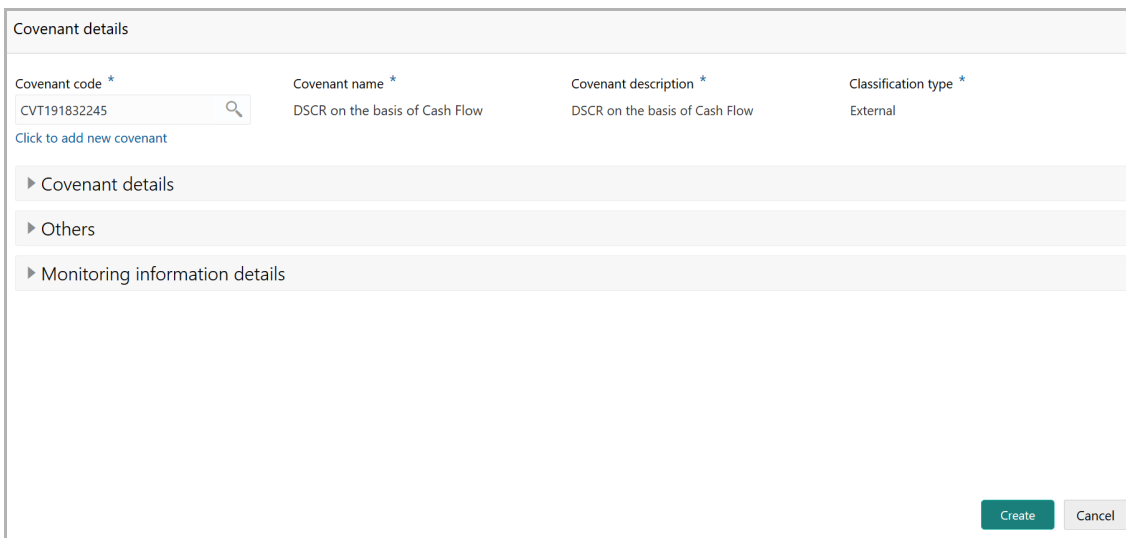 Covenant details
Covenant code * Covenant name * Covenant description * Classification type *
CVT191832245 DSCR on the basis of Cash Flow DSCR on the basis of Cash Flow External
Click to add new covenant
Covenant details
Others
Monitoring information details
Create Cancel